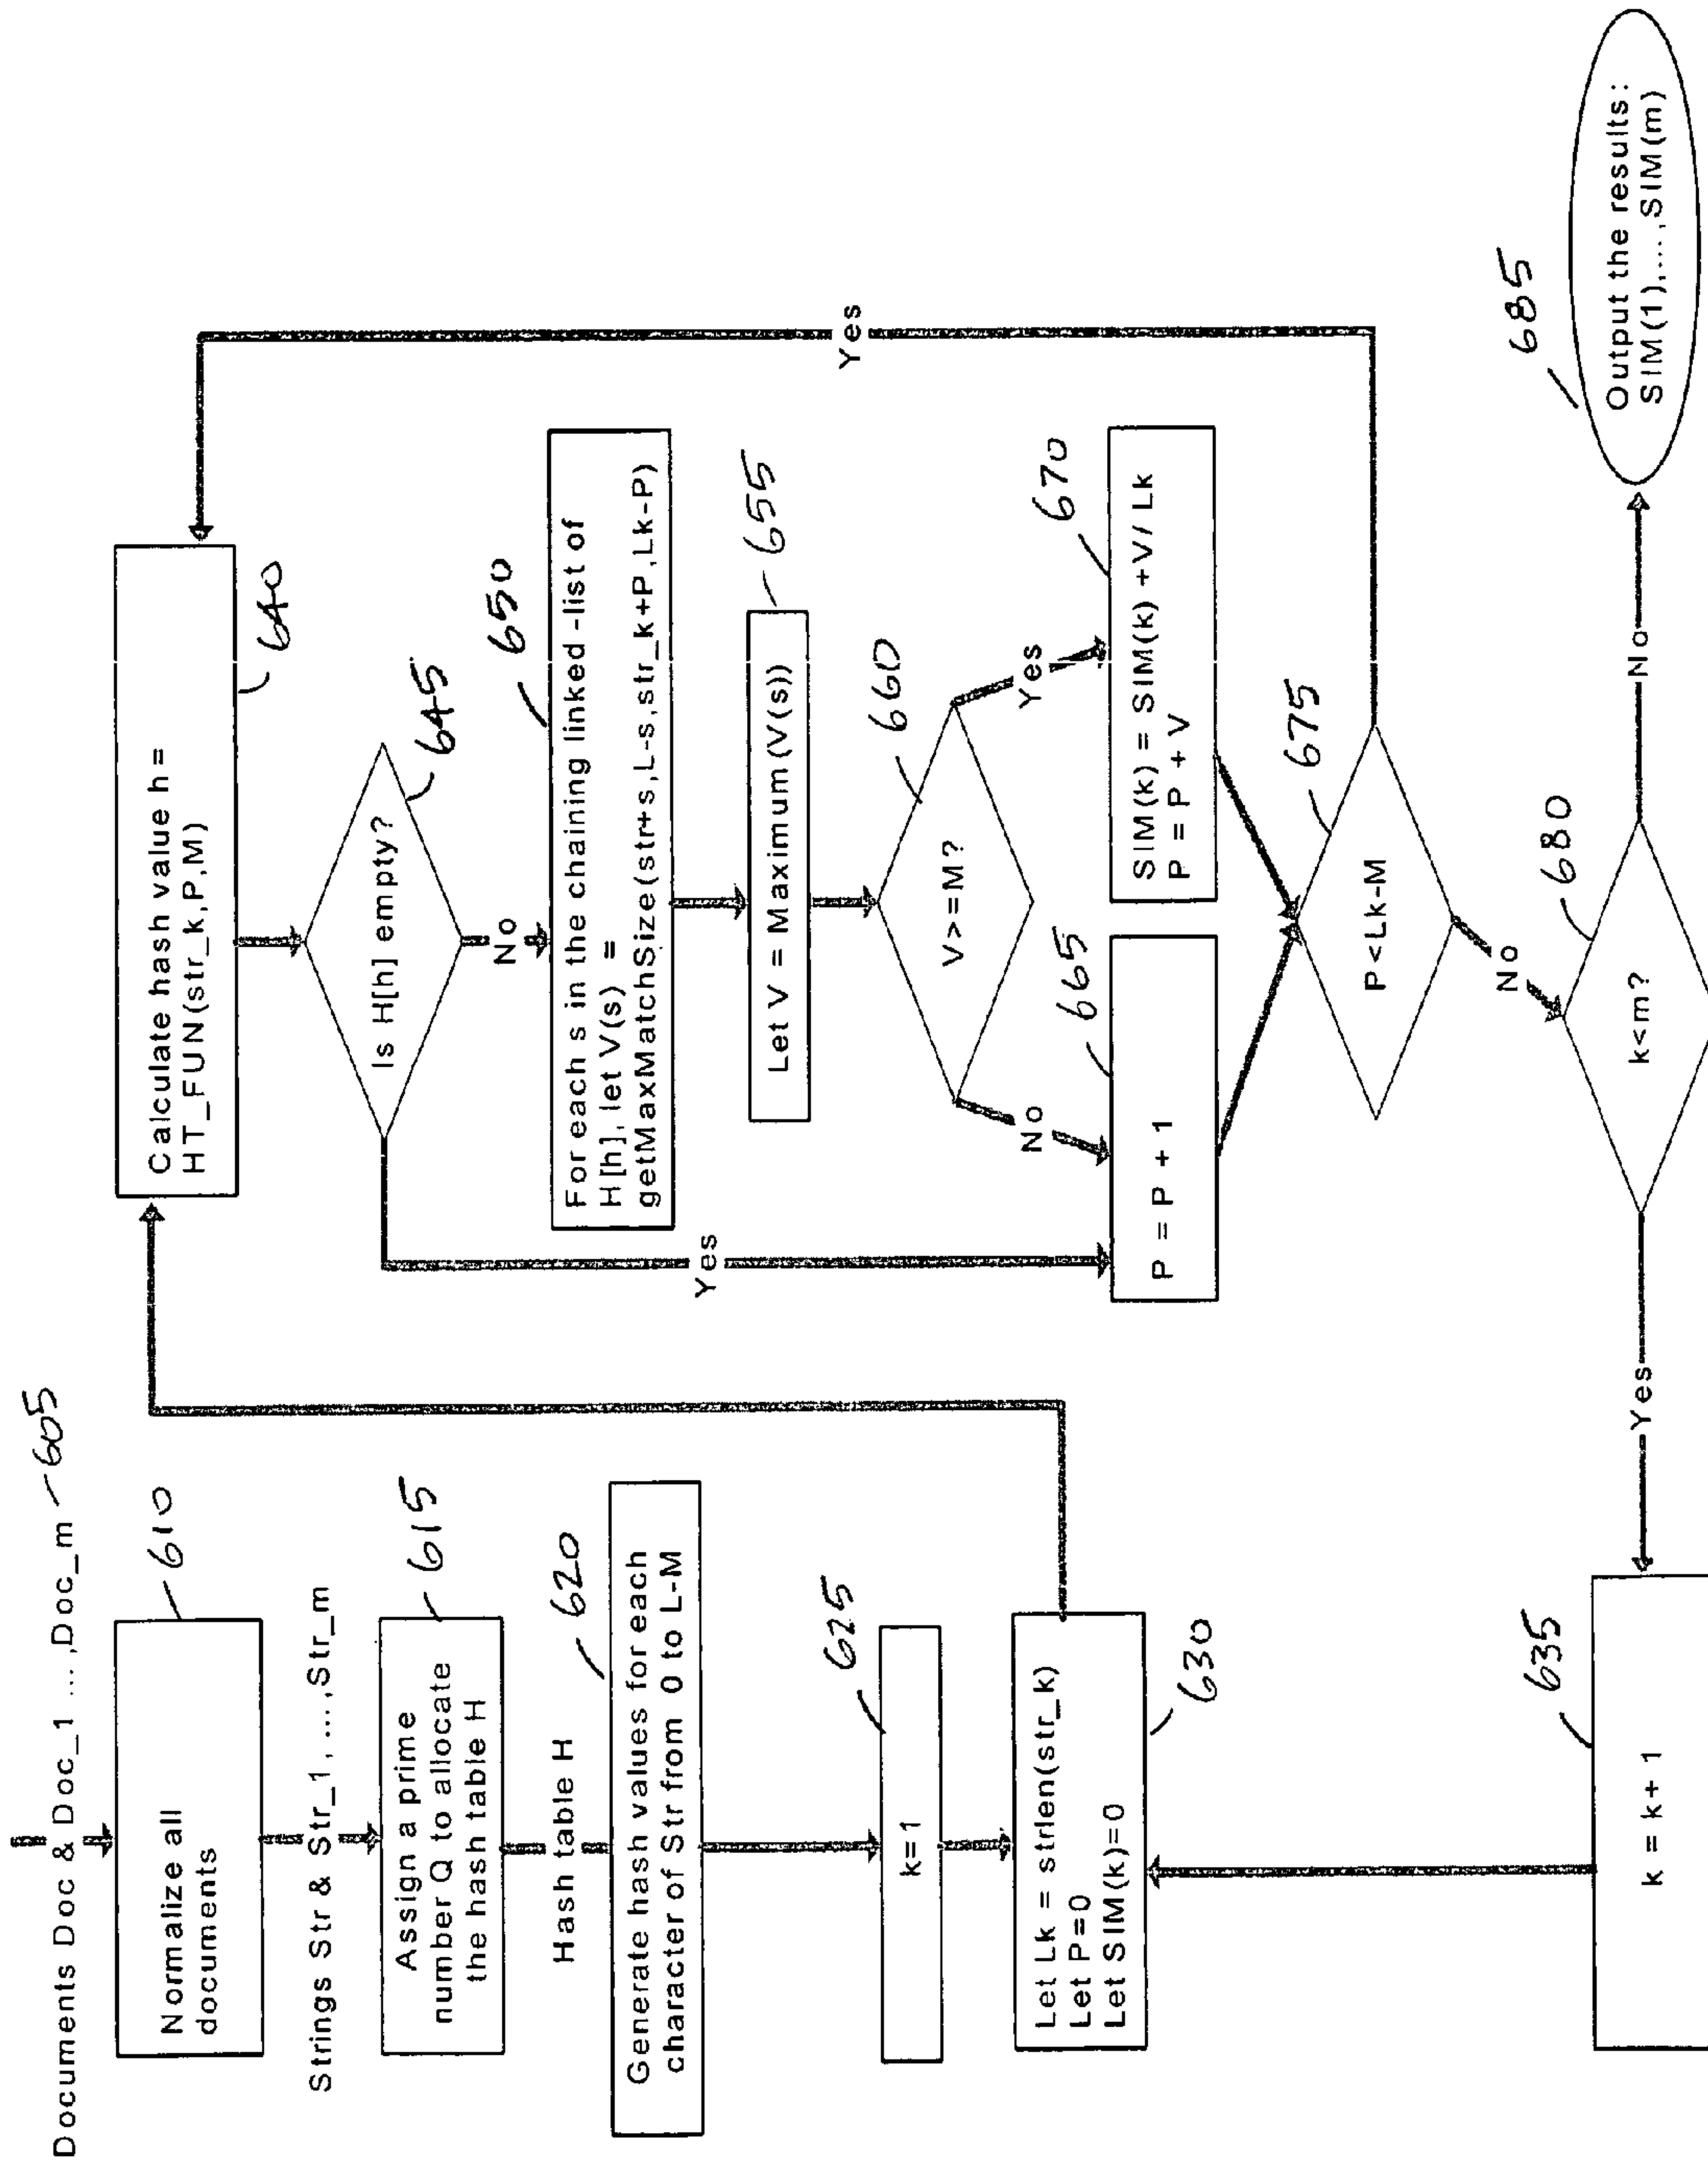 Documents Doc & Doc_1 ...,Doc_m
605
Normalize all
documents
610
Strings Str & Str_1, ...,Str_m
Assign a prime
number Q to allocate
the hash table H
615
Hash table H
620
Generate hash values for each
character of Str from 0 to L-M
625
k=1
Let Lk = strlen(str_k)
Let P=0
Let SIM(k)=0
630
635
k = k+ 1
Calculate hash value h =
HT_FUN(str_k,P,M)
640
Is H[h] empty?
645
No
Yes
650
For each s in the chaining linked-list of
H[h], let V(s) =
getMaxMatchSize(str+s,L-s,str_k+P,Lk-P)
Let V = Maximum(V(s))
655
V>=M?
660
No
Yes
665
P = P + 1
670
SIM(k) = SIM(k) +V/ Lk
P = P + V
P<Lk-M
675
Yes
No
k<m?
680
Yes
No
685
Output the results:
SIM(1),....,SIM(m)